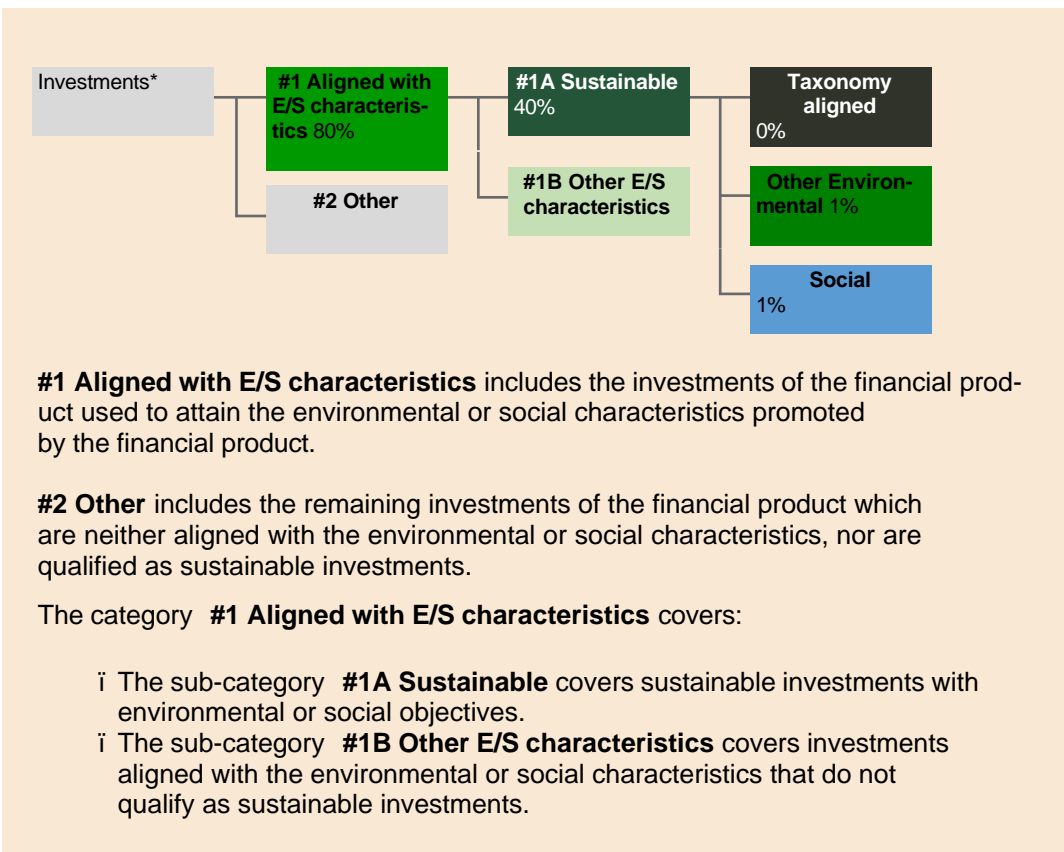 Investments*
#1 Aligned with
E/S characteris-
tics 80%
#2 Other
#1A Sustainable
40%
#1B Other E/S
characteristics
Taxonomy
aligned
0%
Other Environ-
mental 1%
Social
1%
#1 Aligned with E/S characteristics includes the investments of the financial prod-
uct used to attain the environmental or social characteristics promoted
by the financial product.
#2 Other includes the remaining investments of the financial product which
are neither aligned with the environmental or social characteristics, nor are
qualified as sustainable investments.
The category #1 Aligned with E/S characteristics covers:
ï The sub-category #1A Sustainable covers sustainable investments with
environmental or social objectives.
ï The sub-category #1B Other E/S characteristics covers investments
aligned with the environmental or social characteristics that do not
qualify as sustainable investments.